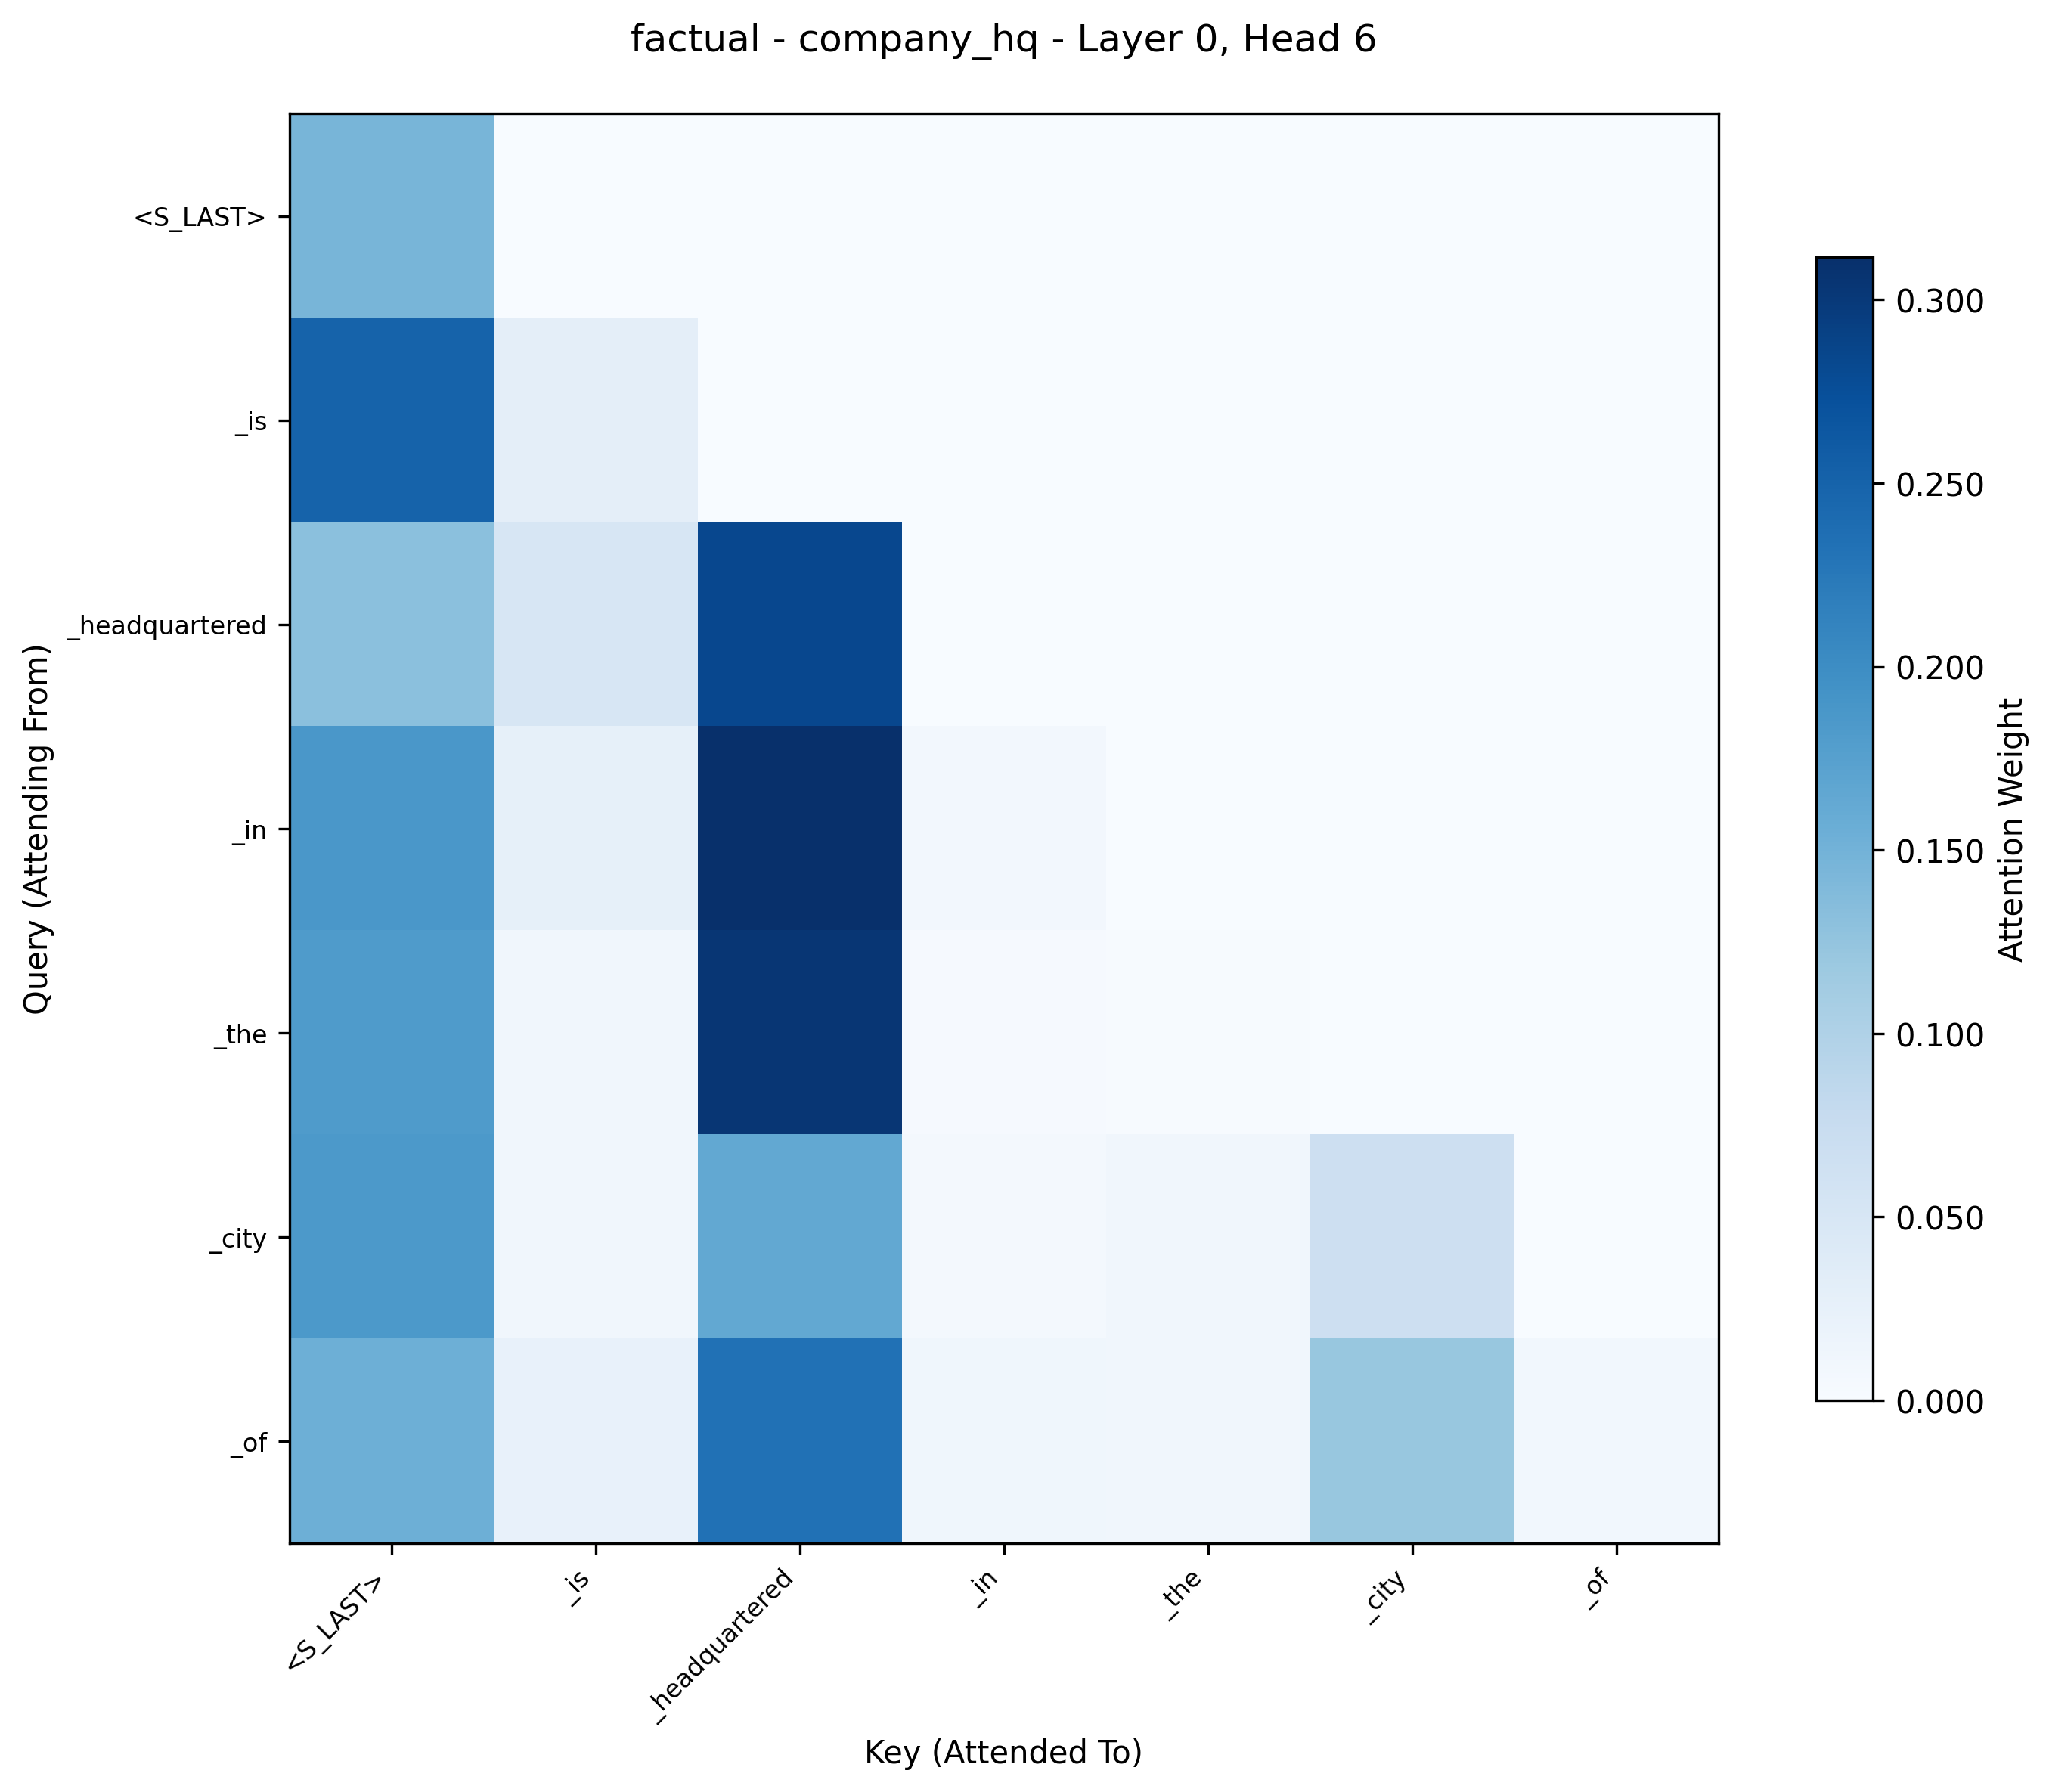 factual - company_hq - Layer 0, Head 6
Query (Attending From)
<S_LAST>
_is
_headquartered
_in
_the
_city
_of
<S_LAST>
_is
_headquartered
_in
_the
_city
_of
Key (Attended To)
0.300
0.250
0.200
0.150
0.100
0.050
0.000
Attention Weight